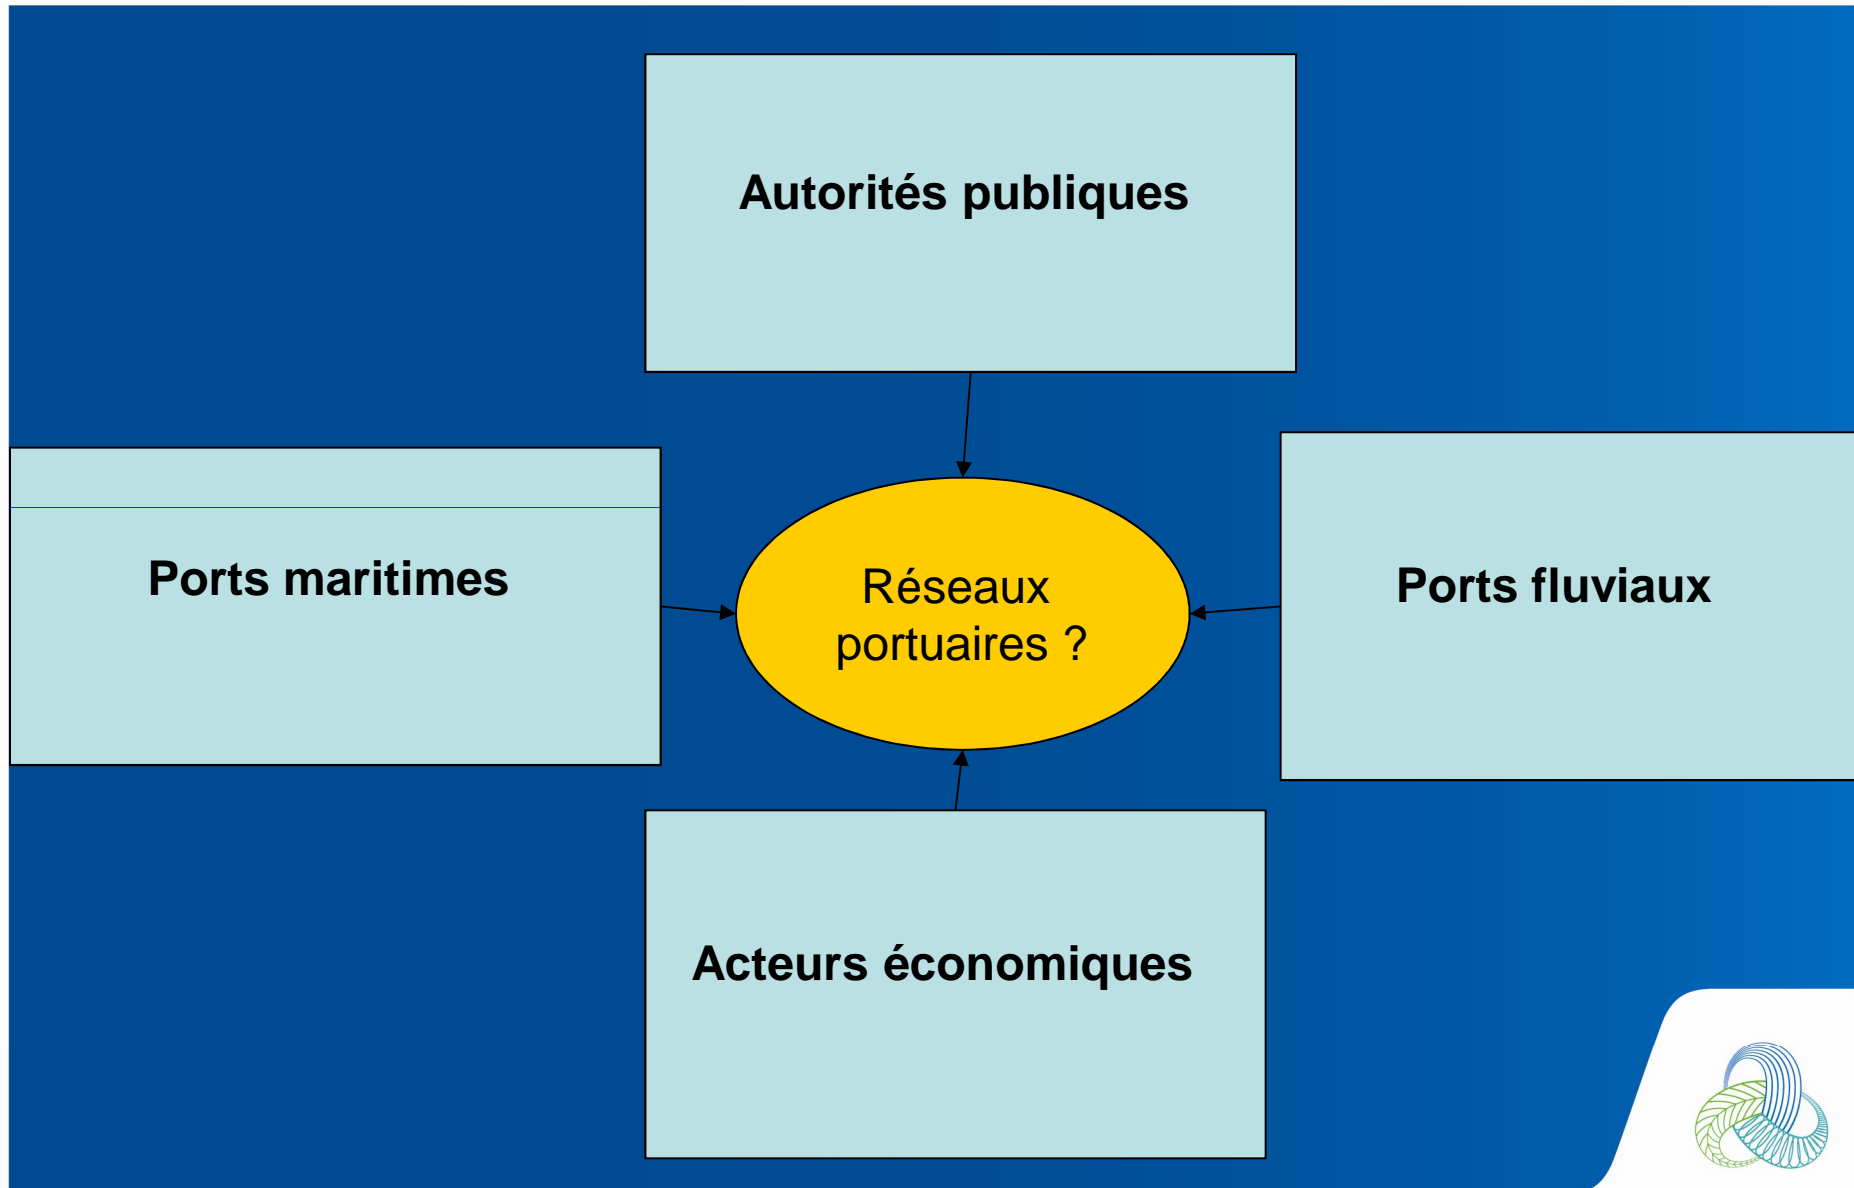 Autorités publiques
Ports maritimes
Réseaux
portuaires ?
Ports fluviaux
Acteurs économiques